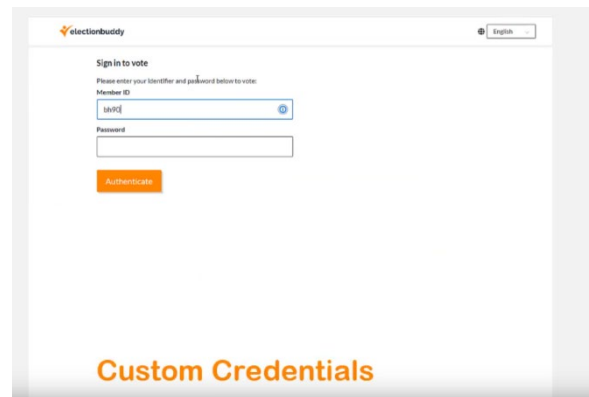 electionbuddy
English
Sign in to vote
Please enter your Identifier and password below to vote:
Member ID
bh90
Password
Authenticate
Custom Credentials